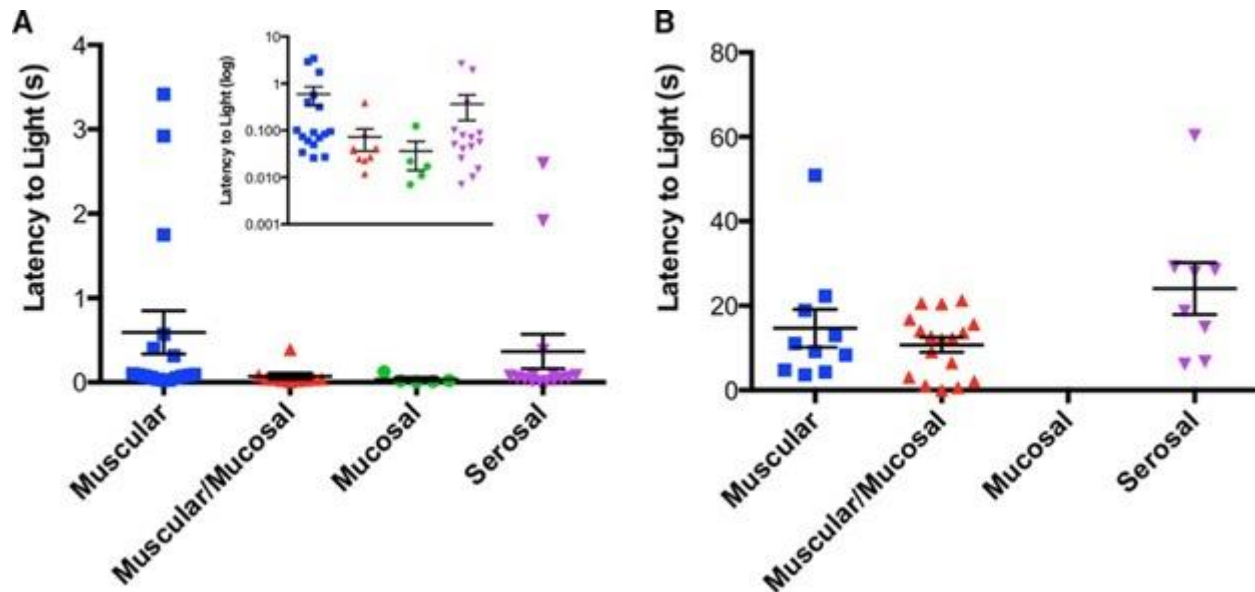 A
Latency to Light (s)
4
3
2
1
0
Latency to Light (log)
10
1
0.100
0.010
0.001
Muscular
Muscular/Mucosal
Mucosal
Serosal
B
Latency to Light (s)
80
60
40
20
0
Muscular
Muscular/Mucosal
Mucosal
Serosal